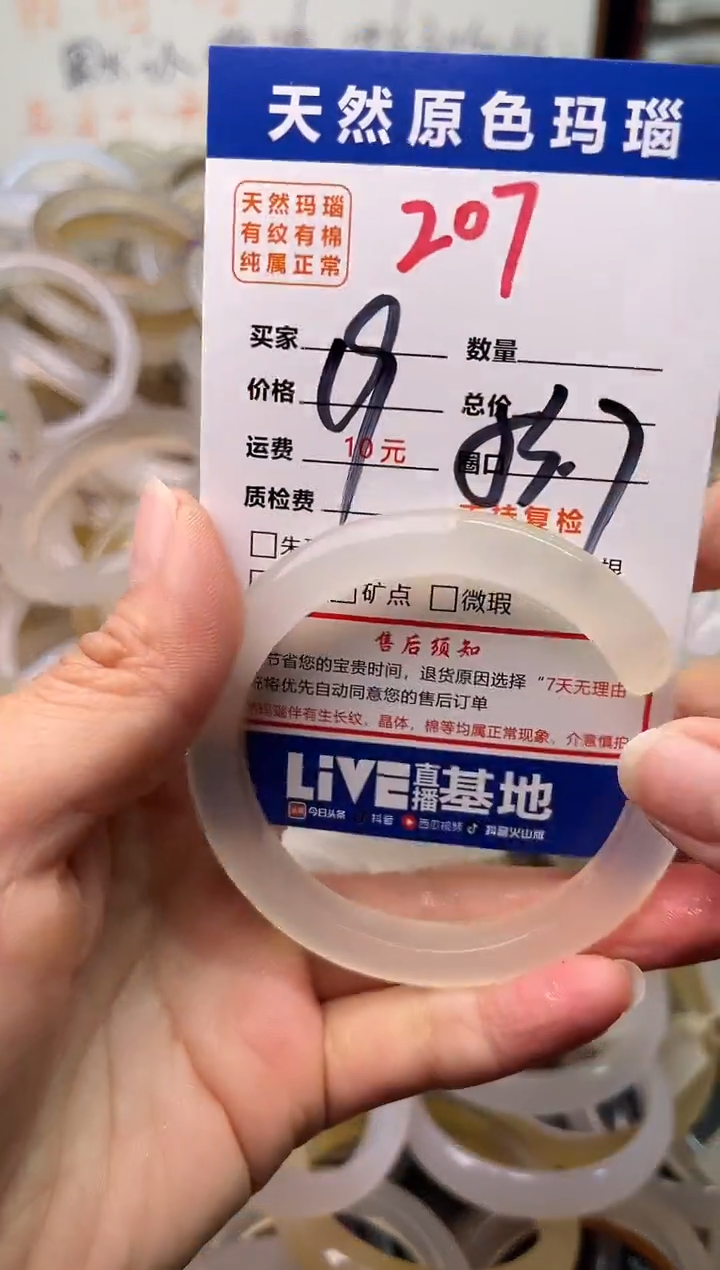 天然原色玛瑙
天然玛瑙
有纹有棉
纯属正常
207
买家
数量
价格 9
总价
运费 10元
圈口
质检费
支持复检
矿点 微瑕
售后须知
节省您的宝贵时间，退货原因选择“7天无理由
将优先自动同意您的售后订单
玛瑙伴有生长纹，晶体，棉等均属正常现象，介意慎拍
LiVE直播基地
今日头条 抖音 西瓜视频 抖音火山版